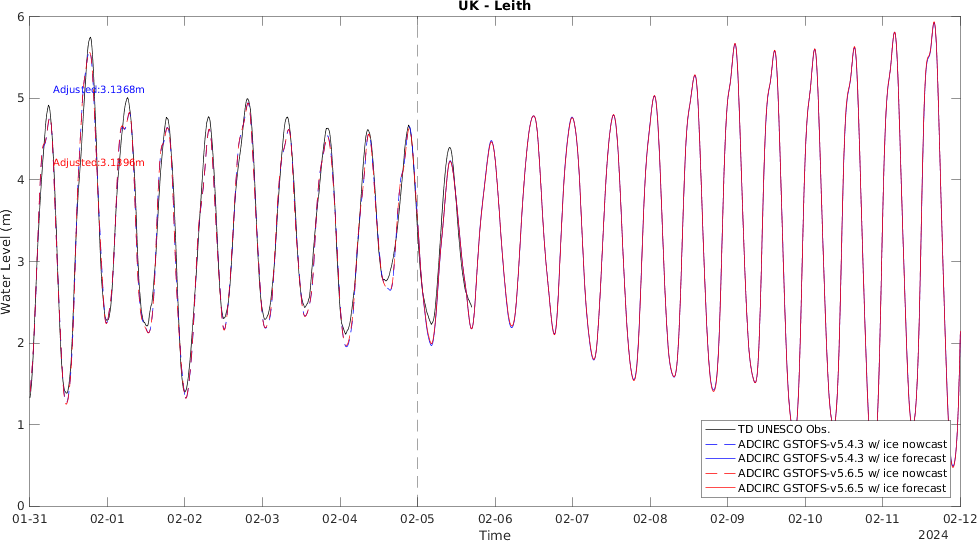 UK - Leith
6
5
4
3
2
1
0
Water Level (m)
Adjusted:3.1368m
Adjusted:3.1396m
TD UNESCO Obs.
ADCIRC GSTOFS-v5.4.3 w/ ice nowcast
ADCIRC GSTOFS-v5.4.3 w/ ice forecast
ADCIRC GSTOFS-v5.6.5 w/ ice nowcast
ADCIRC GSTOFS-v5.6.5 w/ ice forecast
01-31 02-01 02-02 02-03 02-04 02-05 02-06 02-07 02-08 02-09 02-10 02-11 02-12
Time
2024